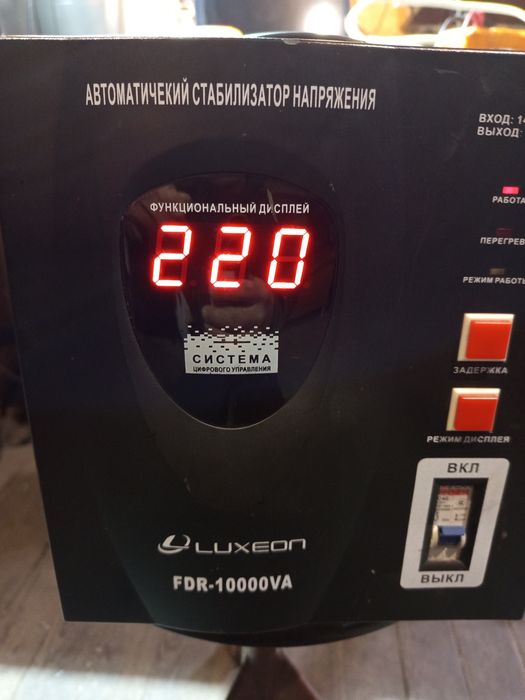 АВТОМАТИЧЕКИЙ СТАБИЛИЗАТОР НАПРЯЖЕНИЯ
ВХОД: 14
ВЫХОД:
РАБОТА
ФУНКЦИОНАЛЬНЫЙ ДИСПЛЕЙ
220
ПЕРЕГРЕВ
РЕЖИМ РАБОТЫ
СИСТЕМА
ЦИФРОВОГО УПРАВЛЕНИЯ
ЗАДЕРЖКА
РЕЖИМ ДИСПЛЕЯ
ВКЛ
ВЫКЛ
LUXEON
FDR-10000VA